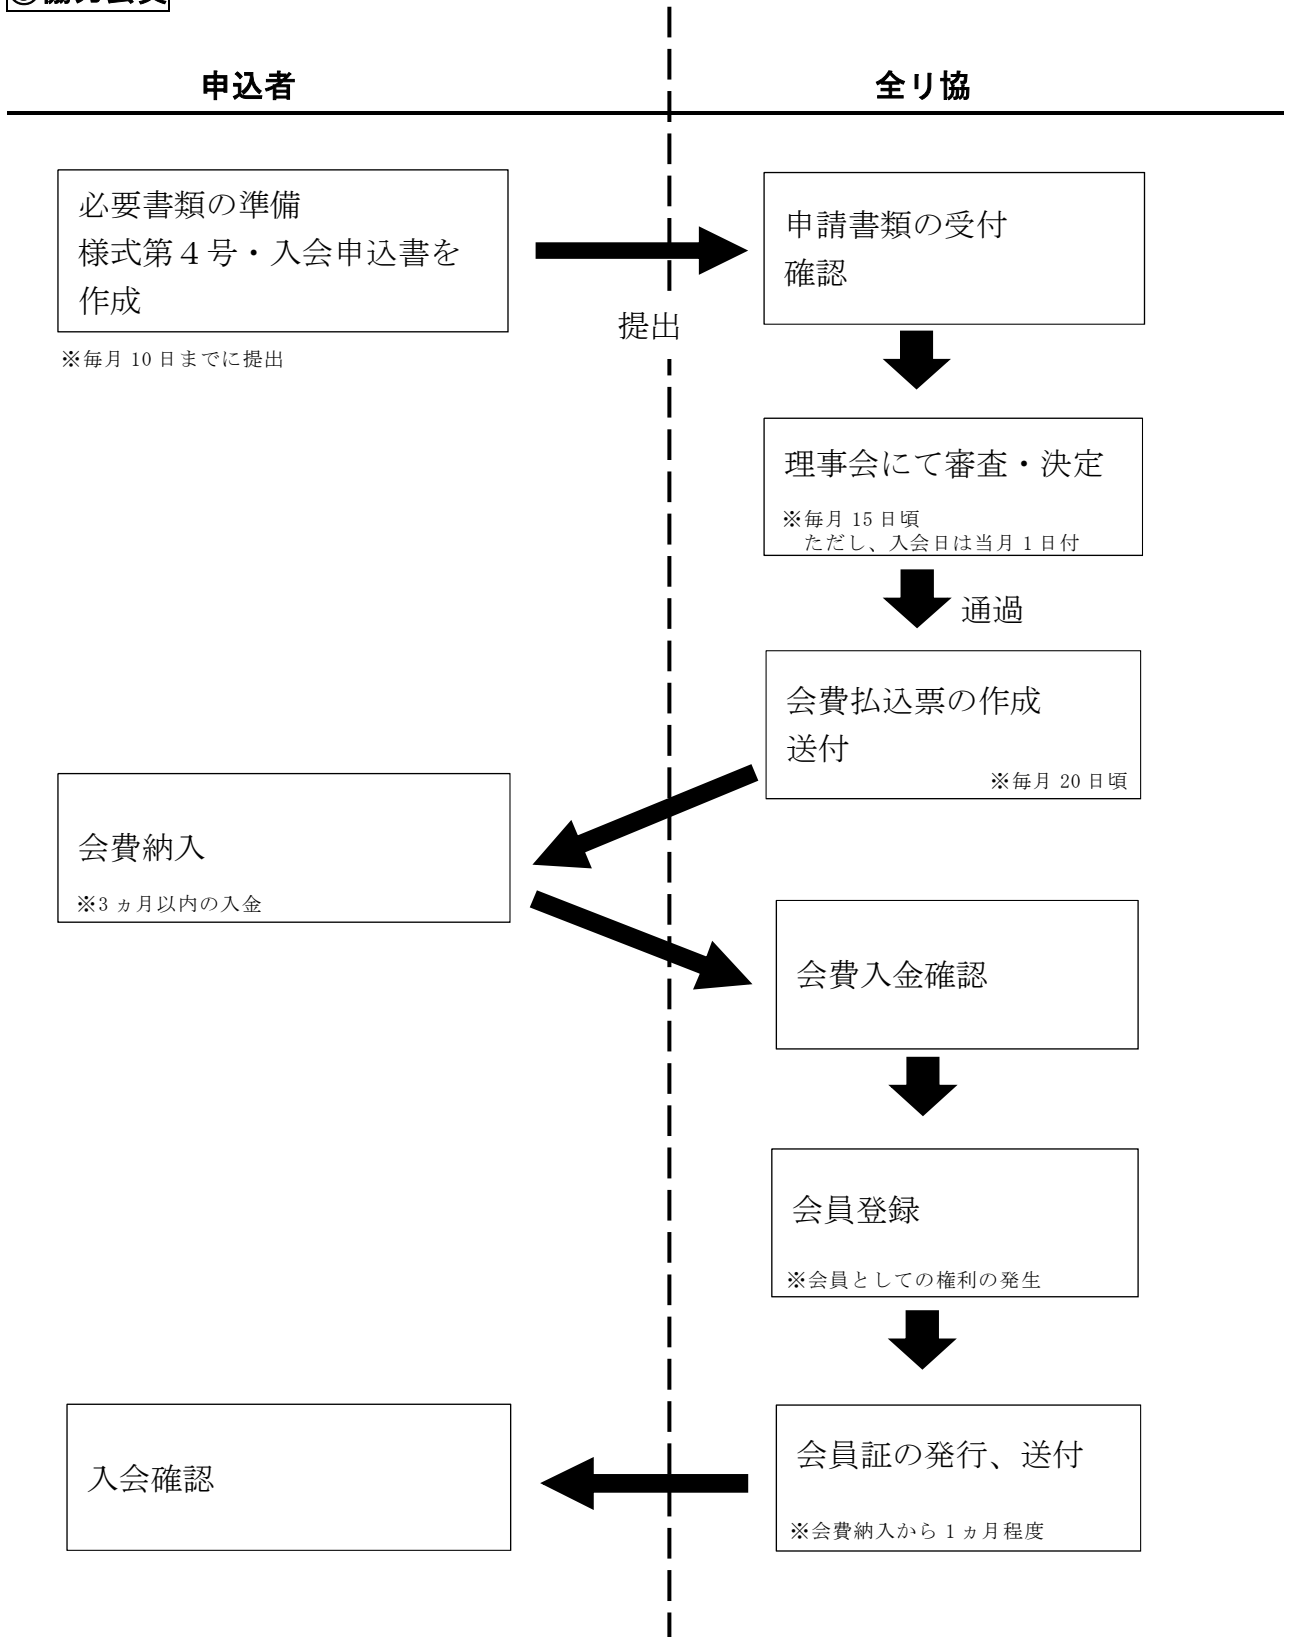 申込者
全リ協
必要書類の準備
様式第４号・入会申込書を
作成
※毎月 10 日までに提出
提出
申請書類の受付
確認
理事会にて審査・決定
※毎月 15 日頃
ただし、入会日は当月 1 日付
通過
会費払込票の作成
送付
※毎月 20 日頃
会費納入
※3 ヵ月以内の入金
会費入金確認
会員登録
※会員としての権利の発生
会員証の発行、送付
※会費納入から 1 ヵ月程度
入会確認